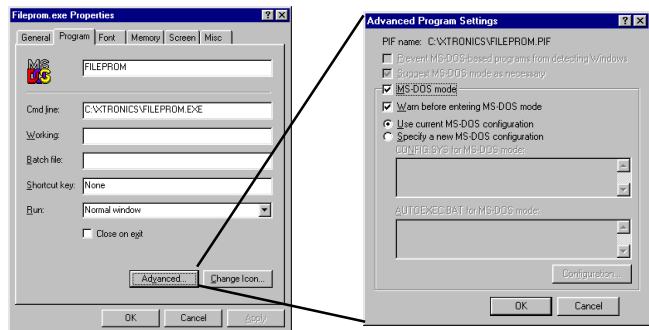 Fileprom.exe Properties
General Program Font Memory Screen Misc
MS DOS
FILEPROM
Cmd line: C:\XTRONICS\FILEPROM.EXE
Working:
Batch file:
Shortcut key: None
Run: Normal window
Close on exit
Advanced... Change Icon...
OK Cancel Apply
Advanced Program Settings
PIF name: C:\XTRONICS\FILEPROM.PIF
Prevent MS-DOS-based programs from detecting Windows
Suggest MS-DOS mode as necessary
MS-DOS mode
Warn before entering MS-DOS mode
Use current MS-DOS configuration
Specify a new MS-DOS configuration
CONFIG.SYS for MS-DOS mode:
AUTOEXEC.BAT for MS-DOS mode:
Configuration...
OK Cancel